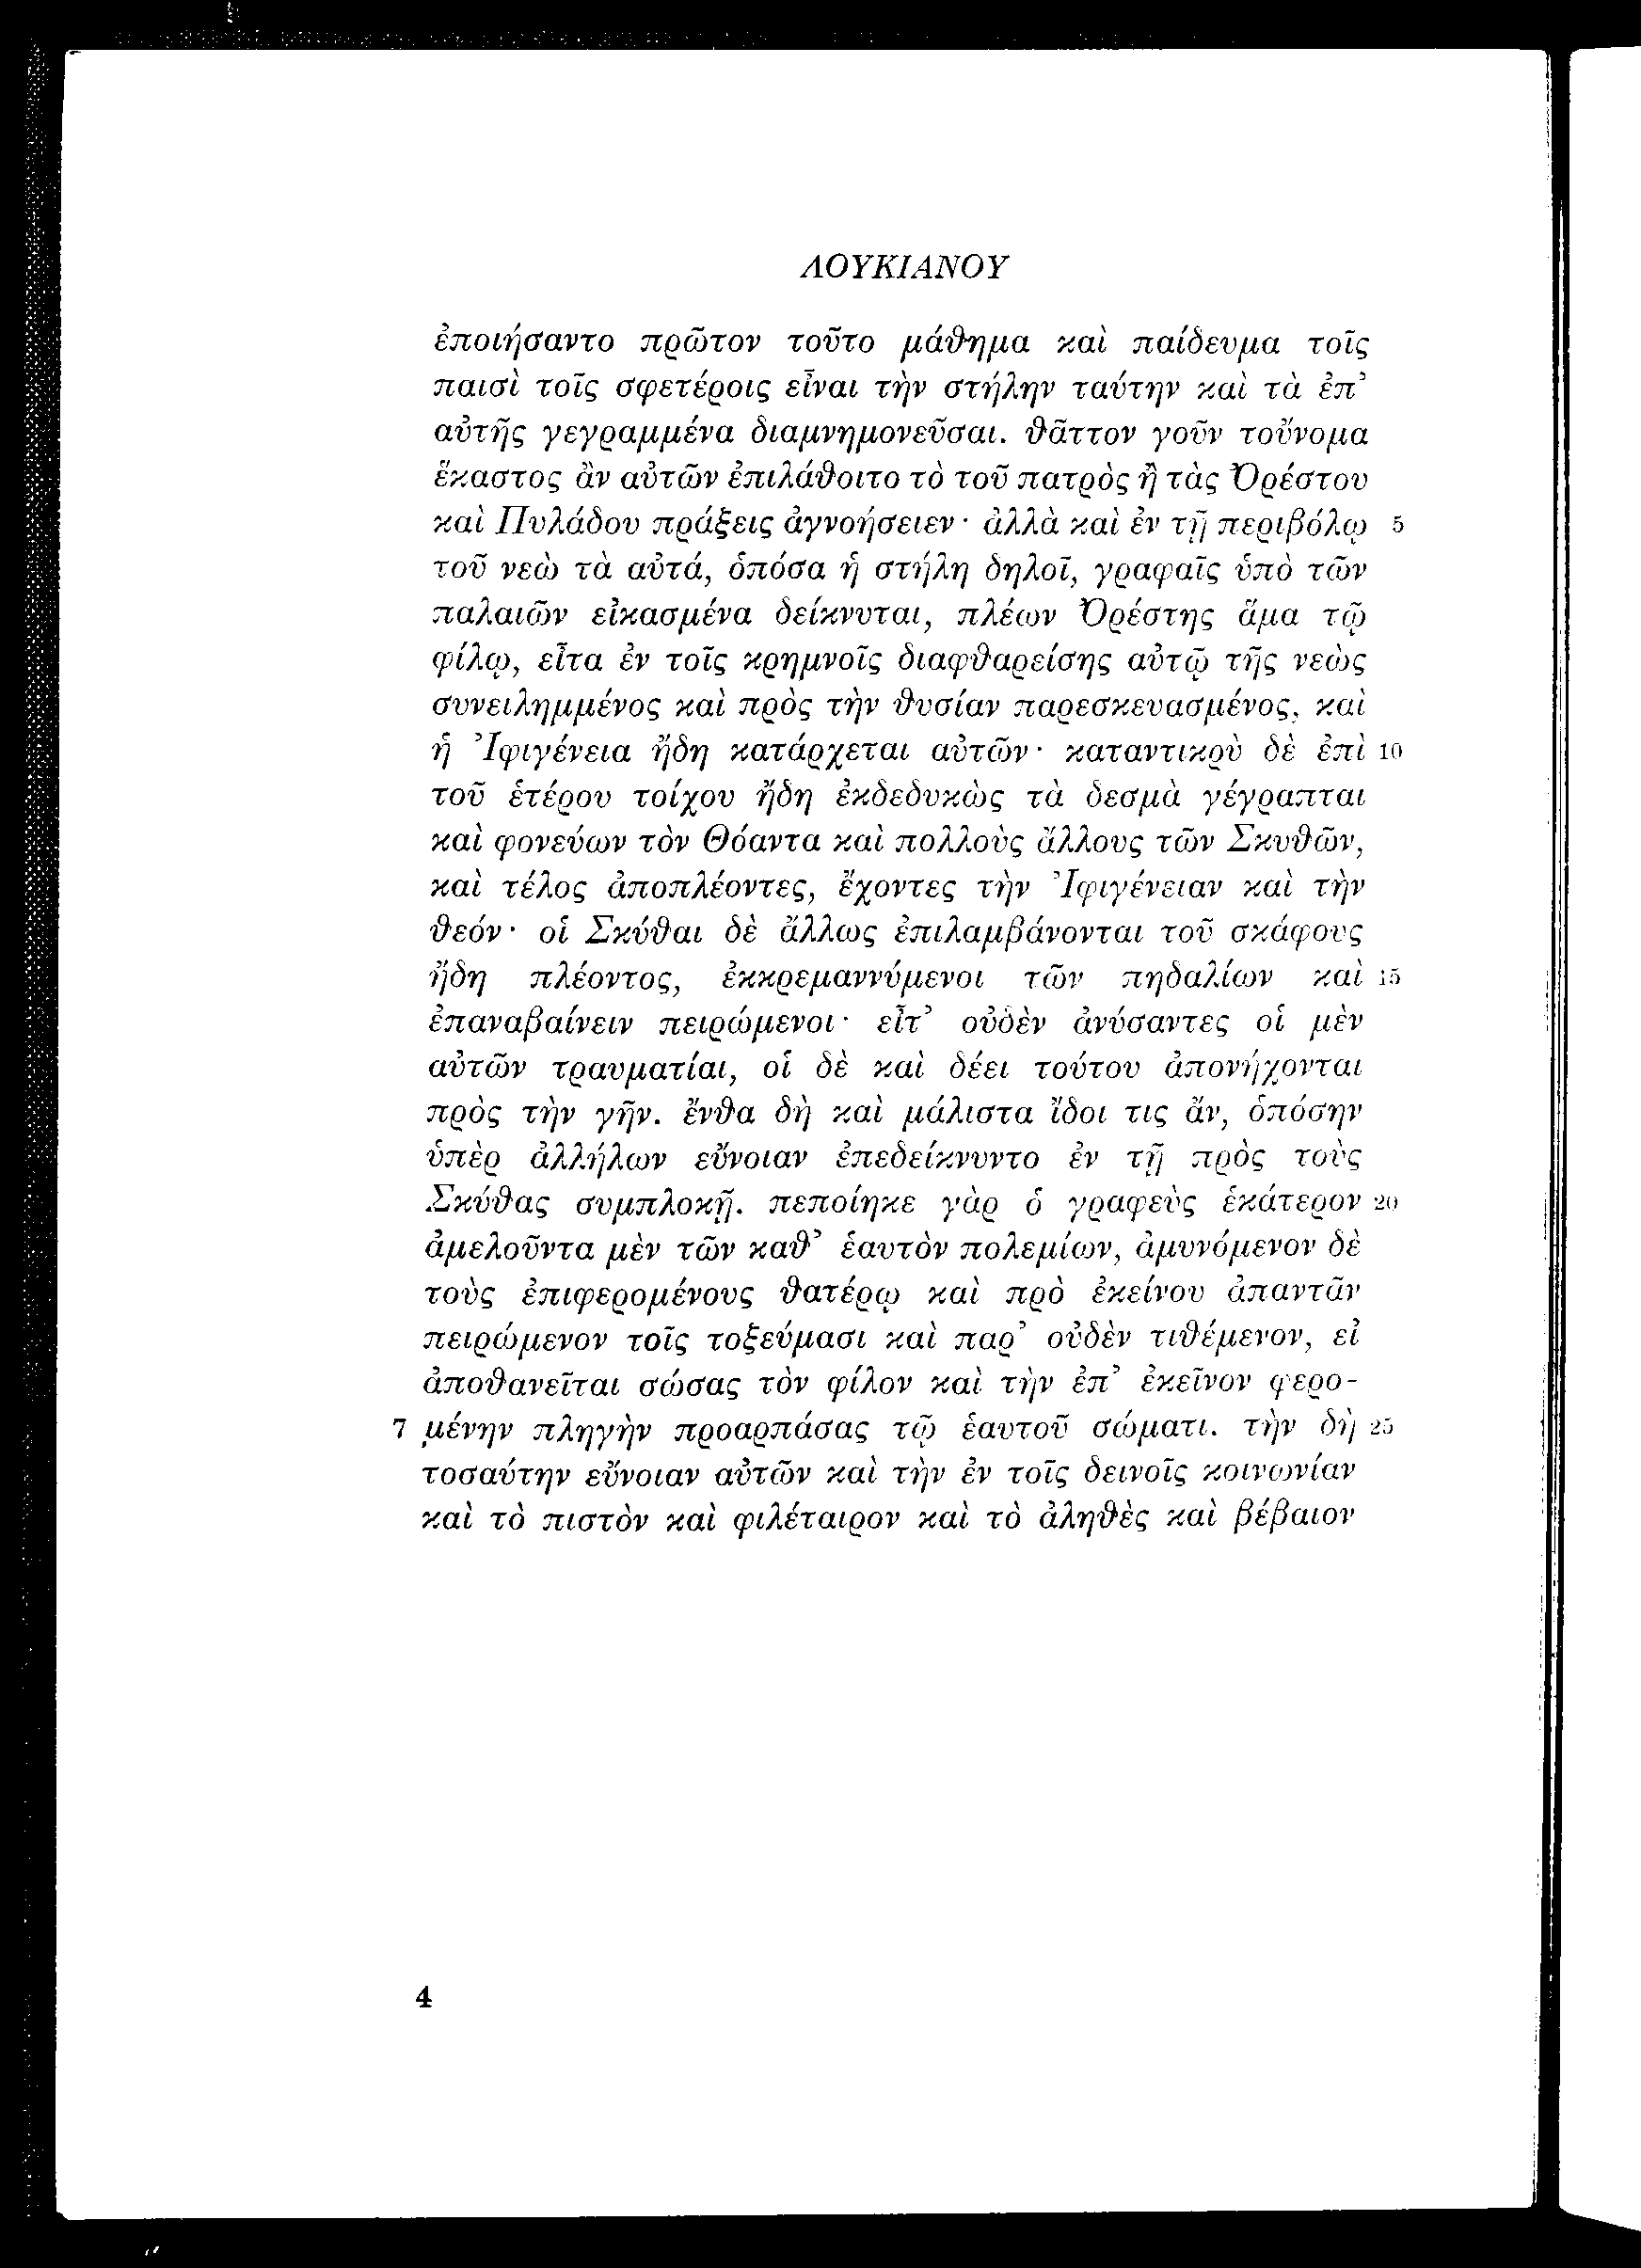 ΛΟΥΚΙΑΝΟΥ
ἐποιήσαντο πρῶτον τοῦτο μάθημα καὶ παίδευμα τοῖς
παισὶ τοῖς σφετέροις εἶναι τὴν στήλην ταύτην καὶ τὰ ἐπ’
αὐτῆς γεγραμμένα διαμνημονεῦσαι. θᾶττον γοῦν τοὔνομα
ἕκαστος ἂν αὐτῶν ἐπιλάθοιτο τὸ τοῦ πατρὸς ἢ τὰς Ὀρέστου
καὶ Πυλάδου πράξεις ἀγνοήσειεν· ἀλλὰ καὶ ἐν τῇ περιβόλῳ 5
τοῦ νεὼ τὰ αὐτά, ὁπόσα ἡ στήλη δηλοῖ, γραφαῖς ὑπὸ τῶν
παλαιῶν εἰκασμένα δείκνυται, πλέων Ὀρέστης ἅμα τῷ
φίλῳ, εἶτα ἐν τοῖς κρημνοῖς διαφθαρείσης αὐτῷ τῆς νεὼς
συνειλημμένος καὶ πρὸς τὴν θυσίαν παρεσκευασμένος, καὶ
ἡ Ἰφιγένεια ἤδη κατάρχεται αὐτῶν· καταντικρὺ δὲ ἐπὶ 10
τοῦ ἑτέρου τοίχου ἤδη ἐκδεδυκὼς τὰ δεσμὰ γέγραπται
καὶ φονεύων τὸν Θόαντα καὶ πολλοὺς ἄλλους τῶν Σκυθῶν,
καὶ τέλος ἀποπλέοντες, ἔχοντες τὴν Ἰφιγένειαν καὶ τὴν
θεόν· οἱ Σκύθαι δὲ ἄλλως ἐπιλαμβάνονται τοῦ σκάφους
ἤδη πλέοντος, ἐκκρεμαννύμενοι τῶν πηδαλίων καὶ 15
ἐπαναβαίνειν πειρώμενοι· εἶτ’ οὐδὲν ἀνύσαντες οἱ μὲν
αὐτῶν τραυματίαι, οἱ δὲ καὶ δέει τούτου ἀπονήχονται
πρὸς τὴν γῆν. ἔνθα δὴ καὶ μάλιστα ἴδοι τις ἄν, ὁπόσην
ὑπὲρ ἀλλήλων εὔνοιαν ἐπεδείκνυντο ἐν τῇ πρὸς τοὺς
Σκύθας συμπλοκῇ. πεποίηκε γὰρ ὁ γραφεὺς ἑκάτερον 20
ἀμελοῦντα μὲν τῶν καθ’ ἑαυτὸν πολεμίων, ἀμυνόμενον δὲ
τοὺς ἐπιφερομένους θατέρῳ καὶ πρὸ ἐκείνου ἀπαντᾶν
πειρώμενον τοῖς τοξεύμασι καὶ παρ’ οὐδὲν τιθέμενον, εἰ
ἀποθανεῖται σώσας τὸν φίλον καὶ τὴν ἐπ’ ἐκεῖνον φερο-
7 μένην πληγὴν προαρπάσας τῷ ἑαυτοῦ σώματι. τὴν δὴ 25
τοσαύτην εὔνοιαν αὐτῶν καὶ τὴν ἐν τοῖς δεινοῖς κοινωνίαν
καὶ τὸ πιστὸν καὶ φιλέταιρον καὶ τὸ ἀληθὲς καὶ βέβαιον
4